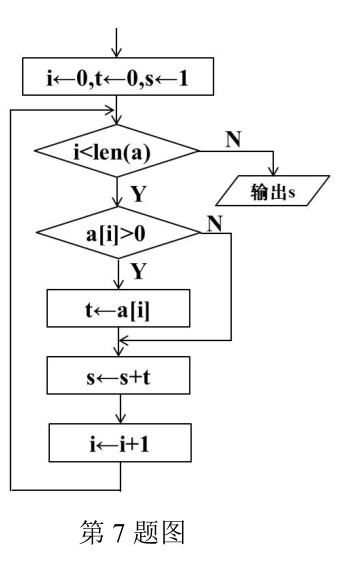 i←0,t←0,s←1
i<len(a)
N
输出s
Y
a[i]>0
N
Y
t←a[i]
s←s+t
i←i+1
第 7 题图